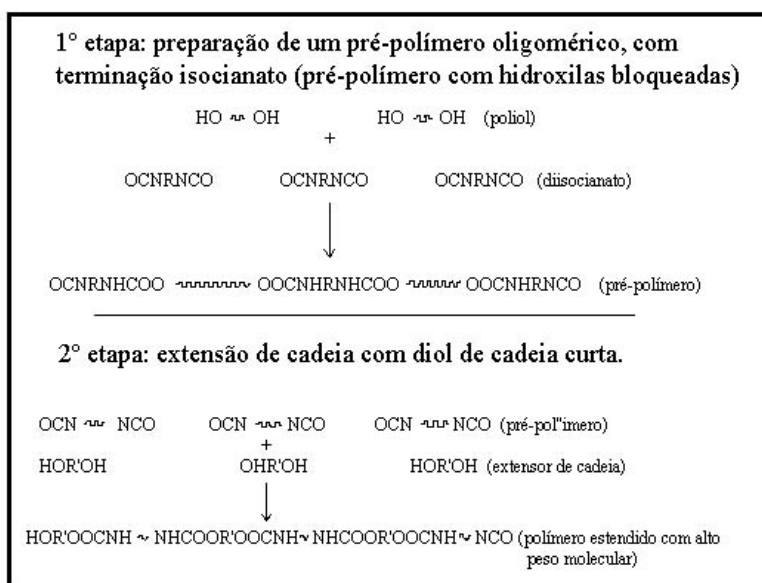 1° etapa: preparação de um pré-polímero oligomérico, com
terminação isocianato (pré-polímero com hidroxilas bloqueadas)
HO OH HO OH (poliol)
+
OCNRNCO OCNRNCO OCNRNCO (diisocianato)
OCNRNHCOO OOCNHRNHCOO OOCNHRNCO (pré-polímero)
2° etapa: extensão de cadeia com diol de cadeia curta.
OCN NCO OCN NCO OCN NCO (pré-pol"imero)
+
HOR'OH OHR'OH HOR'OH (extensor de cadeia)
HOR'OOCNH ~ NHCOOR'OOCNH~ NHCOOR'OOCNH~ NCO (polímero estendido com alto
peso molecular)